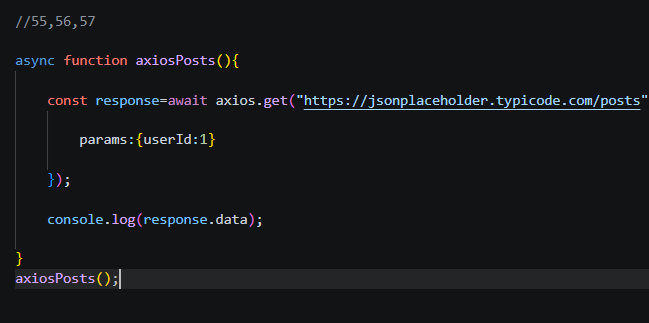 //55,56,57
async function axiosPosts(){
const response=await axios.get("https://jsonplaceholder.typicode.com/posts"
params:{userId:1}
});
console.log(response.data);
}
axiosPosts();